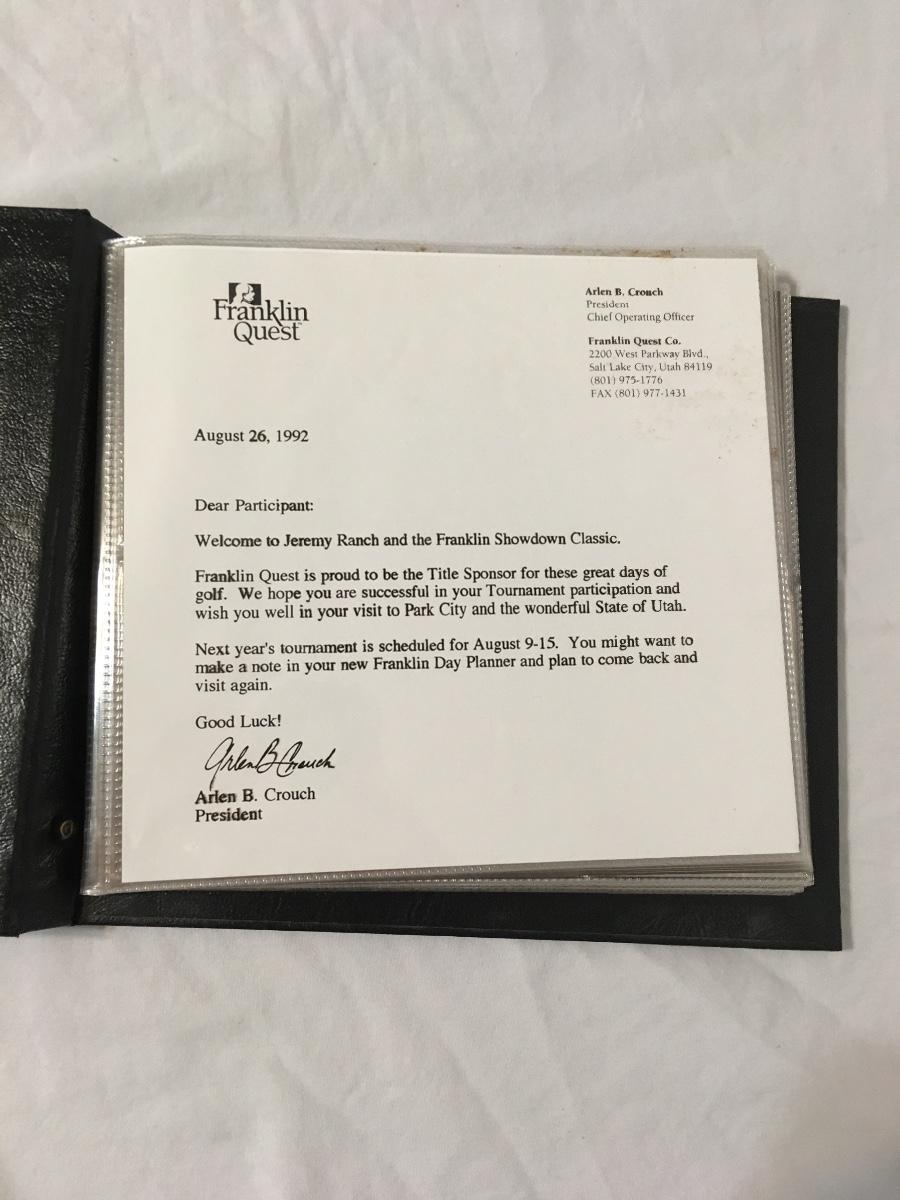 Franklin
Quest
Arlen B. Crouch
President
Chief Operating Officer
Franklin Quest Co.
2200 West Parkway Blvd.,
Salt Lake City, Utah 84119
(801) 975-1776
FAX (801) 977-1431
August 26, 1992
Dear Participant:
Welcome to Jeremy Ranch and the Franklin Showdown Classic.
Franklin Quest is proud to be the Title Sponsor for these great days of
golf. We hope you are successful in your Tournament participation and
wish you well in your visit to Park City and the wonderful State of Utah.
Next year's tournament is scheduled for August 9-15. You might want to
make a note in your new Franklin Day Planner and plan to come back and
visit again.
Good Luck!
Arlen B Crouch
Arlen B. Crouch
President